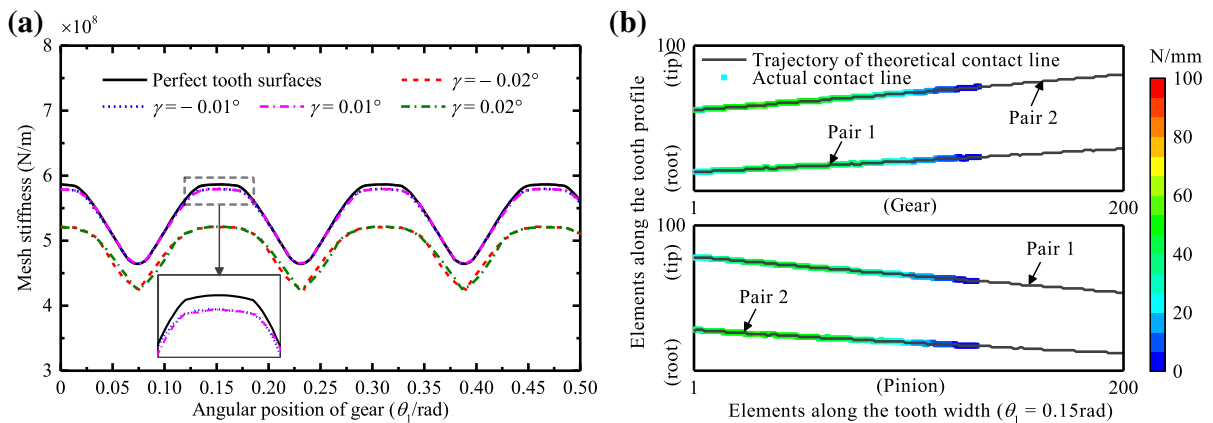 (a)
×10⁸
8
7
6
5
4
3
Mesh stiffness (N/m)
Perfect tooth surfaces
γ = − 0.02°
γ = − 0.01°
γ = 0.01°
γ = 0.02°
0 0.05 0.10 0.15 0.20 0.25 0.30 0.35 0.40 0.45 0.50
Angular position of gear (θ₁/rad)
(b)
Elements along the tooth profile
100
(tip)
(root)
Trajectory of theoretical contact line
Actual contact line
Pair 1
Pair 2
1 (Gear) 200
100
(tip)
(root)
Pair 1
Pair 2
1 (Pinion) 200
Elements along the tooth width (θ₁ = 0.15rad)
N/mm
100
80
60
40
20
0